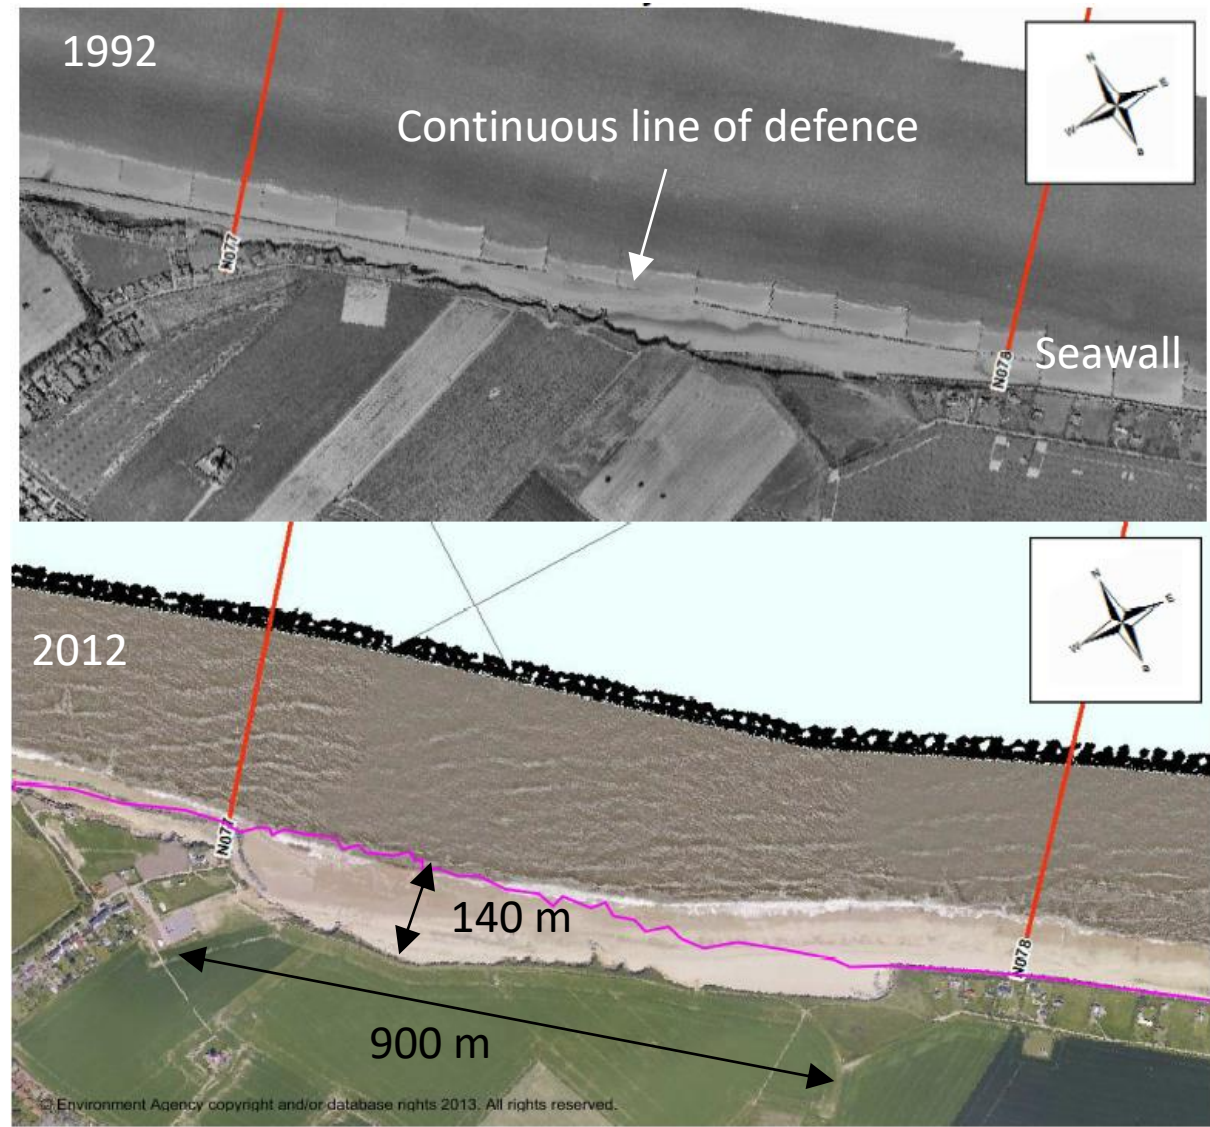 1992
Continuous line of defence
N077
N078
Seawall
2012
N077
N078
140 m
900 m
© Environment Agency copyright and/or database rights 2013. All rights reserved.